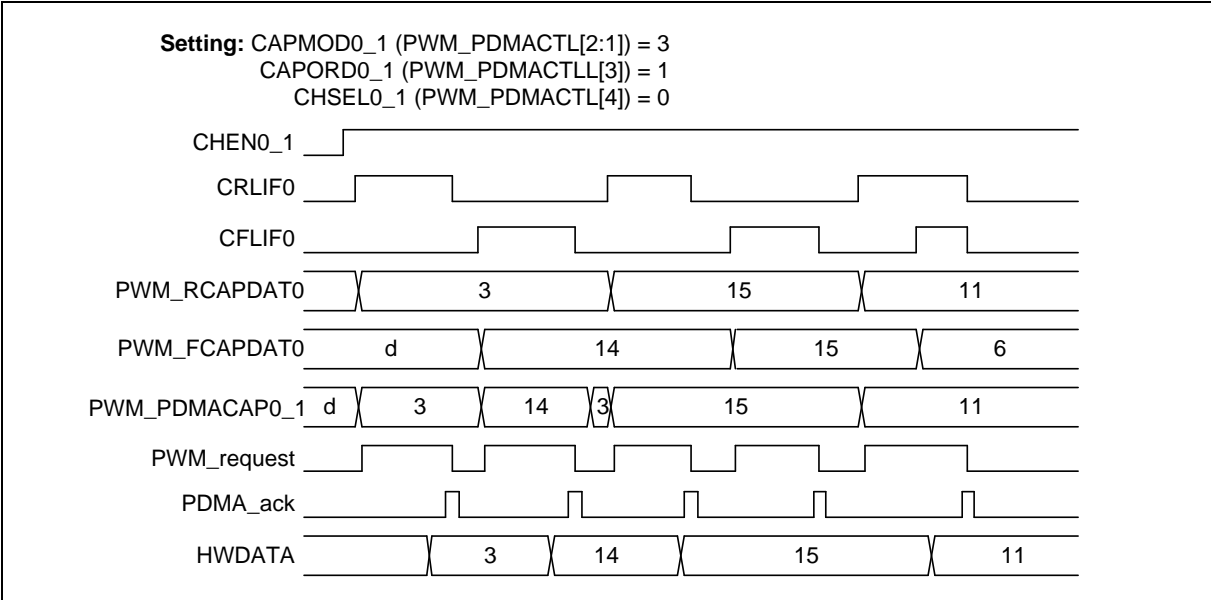 Setting: CAPMOD0_1 (PWM_PDMACTL[2:1]) = 3
CAPORD0_1 (PWM_PDMACTLL[3]) = 1
CHSEL0_1 (PWM_PDMACTL[4]) = 0
CHEN0_1
CRLIF0
CFLIF0
PWM_RCAPDAT0 3 15 11
PWM_FCAPDAT0 d 14 15 6
PWM_PDMACAP0_1 d 3 14 3 15 11
PWM_request
PDMA_ack
HWDATA 3 14 15 11